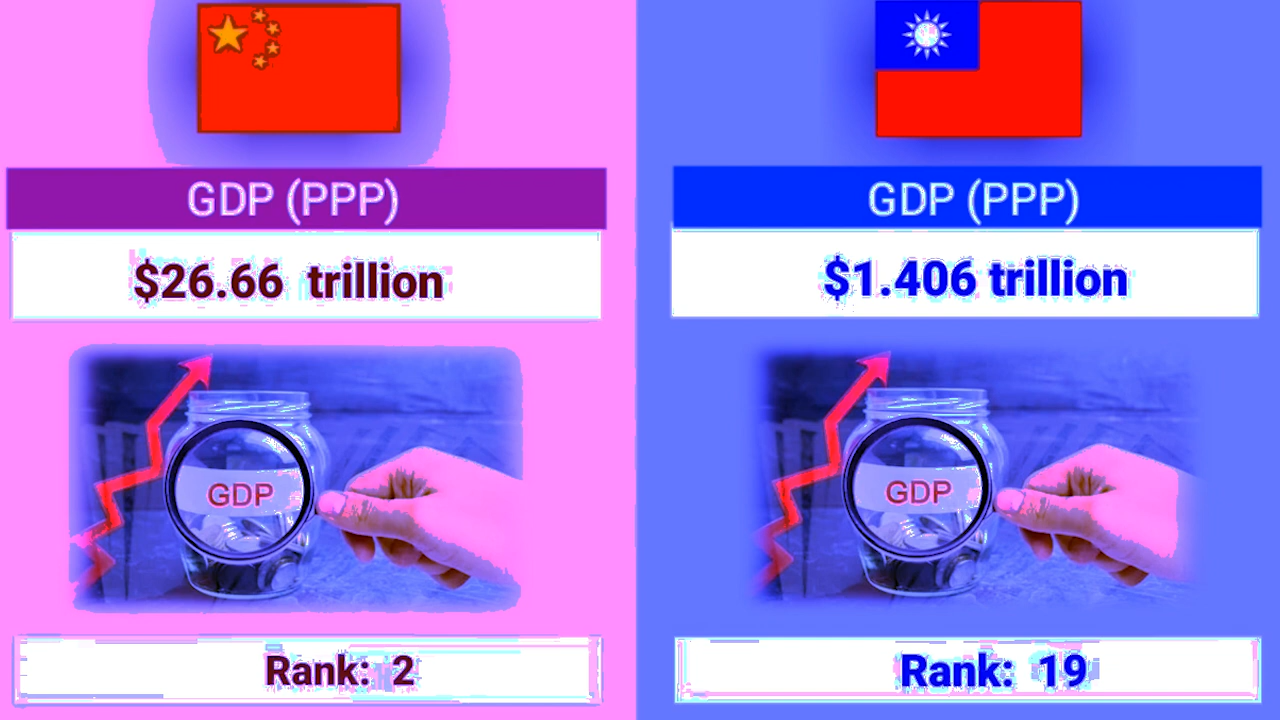 GDP (PPP)
$26.66 trillion
GDP
Rank: 2
GDP (PPP)
$1.406 trillion
GDP
Rank: 19